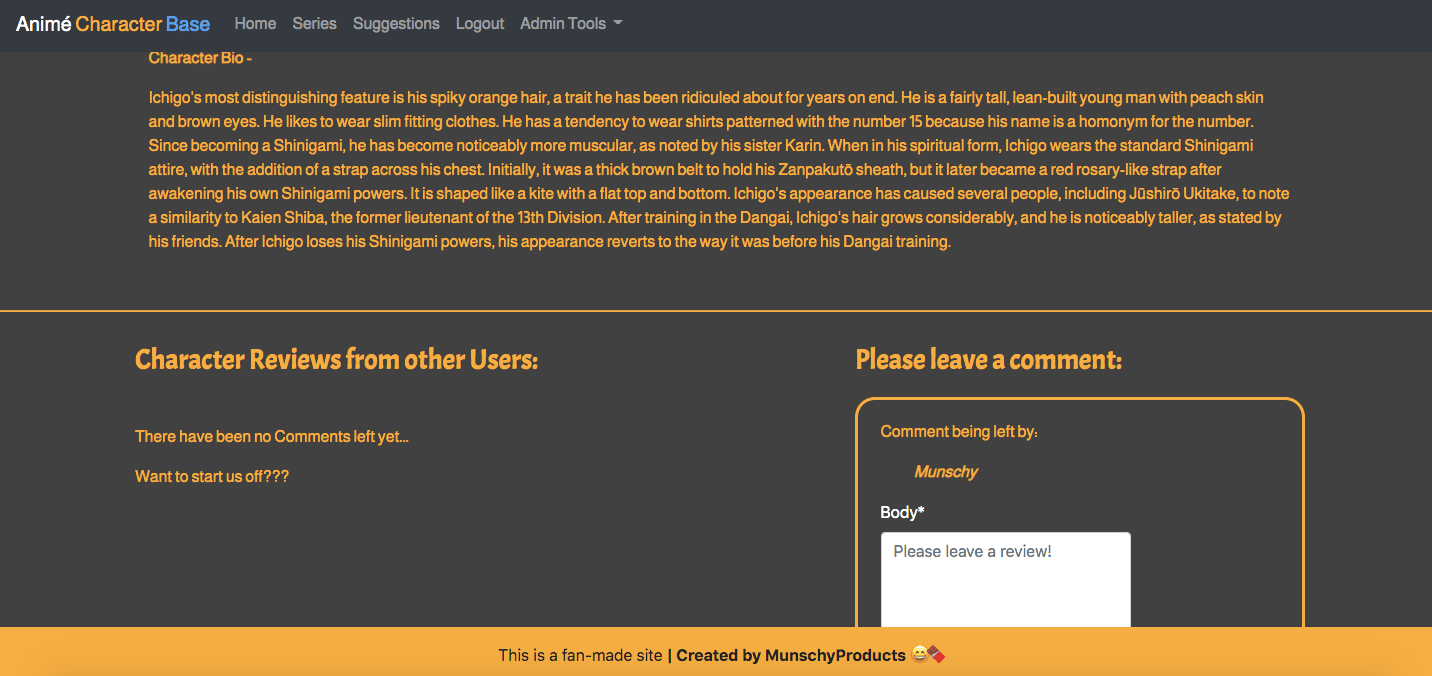 Animé Character Base Home Series Suggestions Logout Admin Tools
Character Bio -
Ichigo's most distinguishing feature is his spiky orange hair, a trait he has been ridiculed about for years on end. He is a fairly tall, lean-built young man with peach skin
and brown eyes. He likes to wear slim fitting clothes. He has a tendency to wear shirts patterned with the number 15 because his name is a homonym for the number.
Since becoming a Shinigami, he has become noticeably more muscular, as noted by his sister Karin. When in his spiritual form, Ichigo wears the standard Shinigami
attire, with the addition of a strap across his chest. Initially, it was a thick brown belt to hold his Zanpakutō sheath, but it later became a red rosary-like strap after
awakening his own Shinigami powers. It is shaped like a kite with a flat top and bottom. Ichigo's appearance has caused several people, including Jūshirō Ukitake, to note
a similarity to Kaien Shiba, the former lieutenant of the 13th Division. After training in the Dangai, Ichigo's hair grows considerably, and he is noticeably taller, as stated by
his friends. After Ichigo loses his Shinigami powers, his appearance reverts to the way it was before his Dangai training.
Character Reviews from other Users:
There have been no Comments left yet...
Want to start us off???
Please leave a comment:
Comment being left by:
Munschy
Body*
Please leave a review!
This is a fan-made site | Created by MunschyProducts 😄🍫